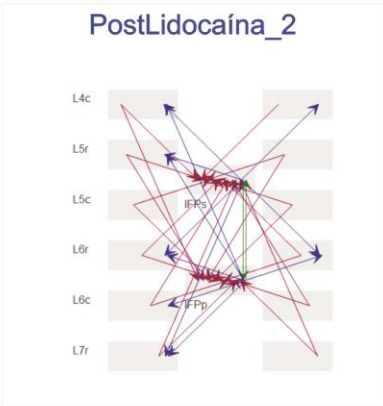 PostLidocaína_2
L4c
L5r
L5c
IFPs
L6r
L6c
IFPp
L7r